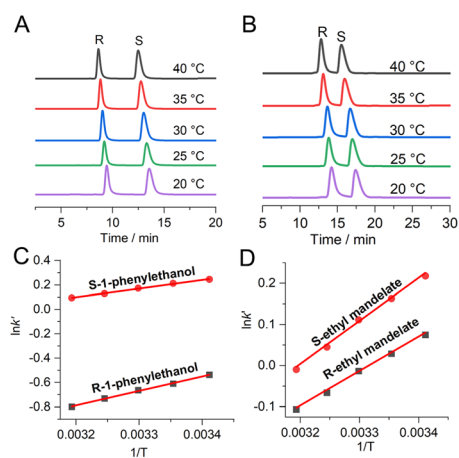 A
R S
40 °C
35 °C
30 °C
25 °C
20 °C
5 10 15 20
Time / min
B
R S
40 °C
35 °C
30 °C
25 °C
20 °C
5 10 15 20 25 30
Time / min
C
0.4
0.2
0.0
-0.2
-0.4
-0.6
-0.8
lnk'
S-1-phenylethanol
R-1-phenylethanol
0.0032 0.0033 0.0034
1/T
D
0.2
0.1
0.0
-0.1
lnk'
S-ethyl mandelate
R-ethyl mandelate
0.0032 0.0033 0.0034
1/T